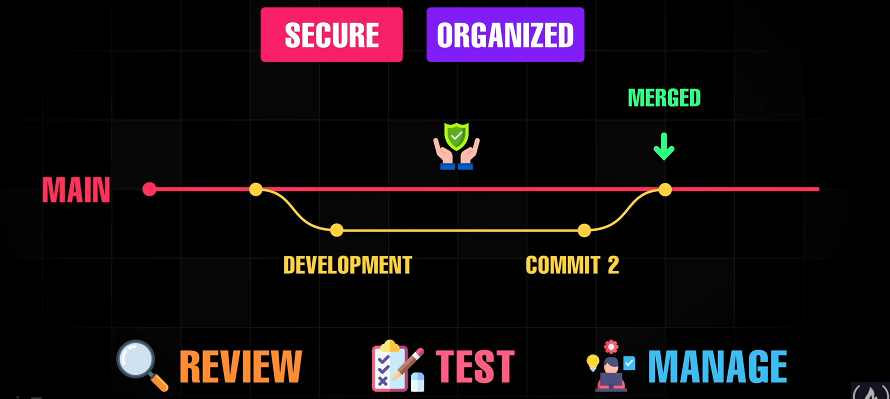 SECURE
ORGANIZED
MERGED
MAIN
DEVELOPMENT
COMMIT 2
REVIEW
TEST
MANAGE